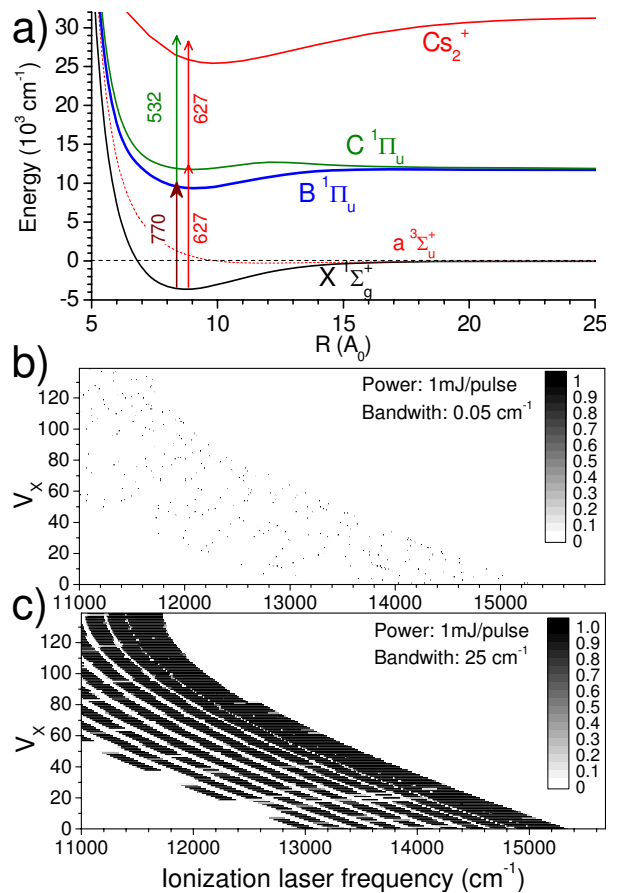 a)
30
25
20
15
10
5
0
-5
Energy (10³ cm⁻¹)
Cs₂⁺
532
627
C ¹Πᵤ
B ¹Πᵤ
770
627
a ³Σᵤ⁺
X ¹Σg⁺
5 10 15 20 25
R (A₀)
b)
Power: 1mJ/pulse
Bandwith: 0.05 cm⁻¹
1
0.9
0.8
0.7
0.6
0.5
0.4
0.3
0.2
0.1
0
120
100
80
60
40
20
0
Vₓ
11000 12000 13000 14000 15000
c)
Power: 1mJ/pulse
Bandwith: 25 cm⁻¹
1.0
0.9
0.8
0.7
0.6
0.5
0.4
0.3
0.2
0.1
0
120
100
80
60
40
20
0
Vₓ
11000 12000 13000 14000 15000
Ionization laser frequency (cm⁻¹)